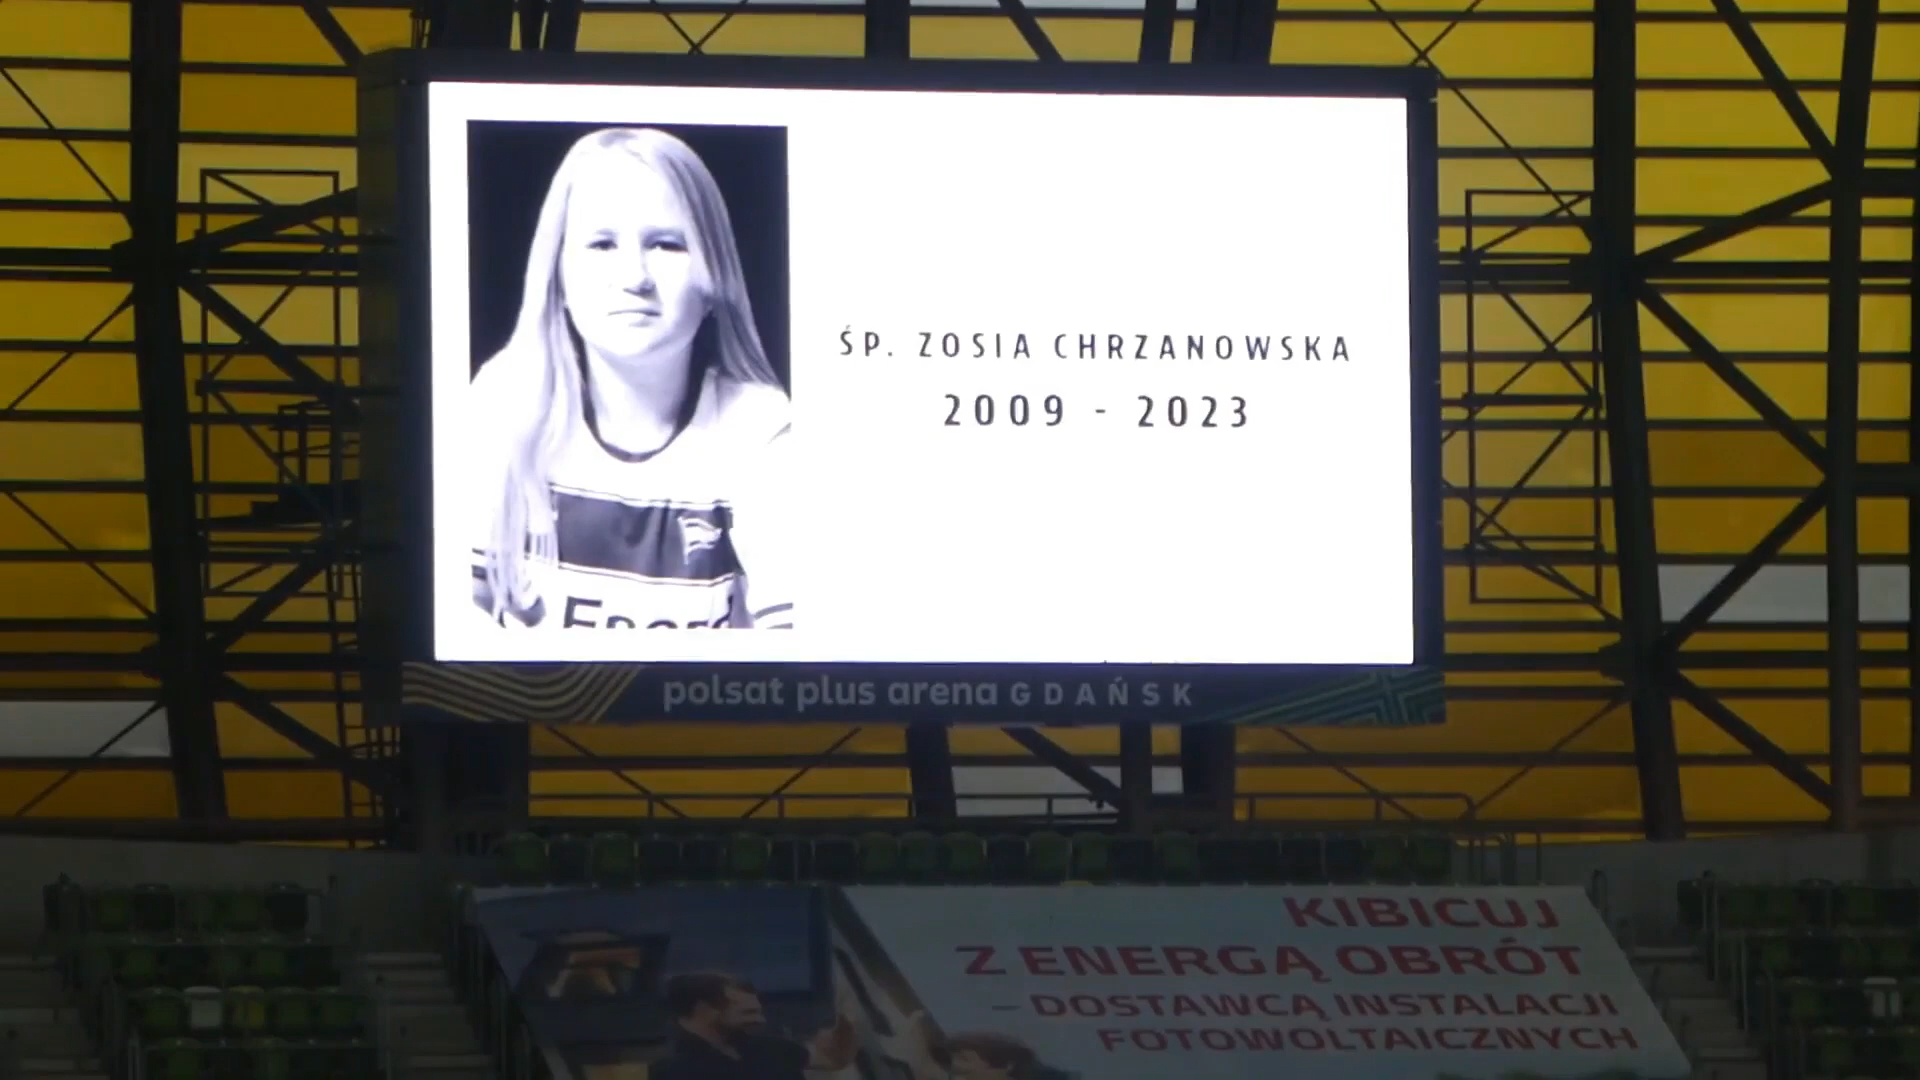 ŚP. ZOSIA CHRZANOWSKA
2009 - 2023
polsat plus arena GDAŃSK
KIBICUJ
Z ENERGĄ OBRÓT
– DOSTAWCĄ INSTALACJI
FOTOWOLTAICZNYCH